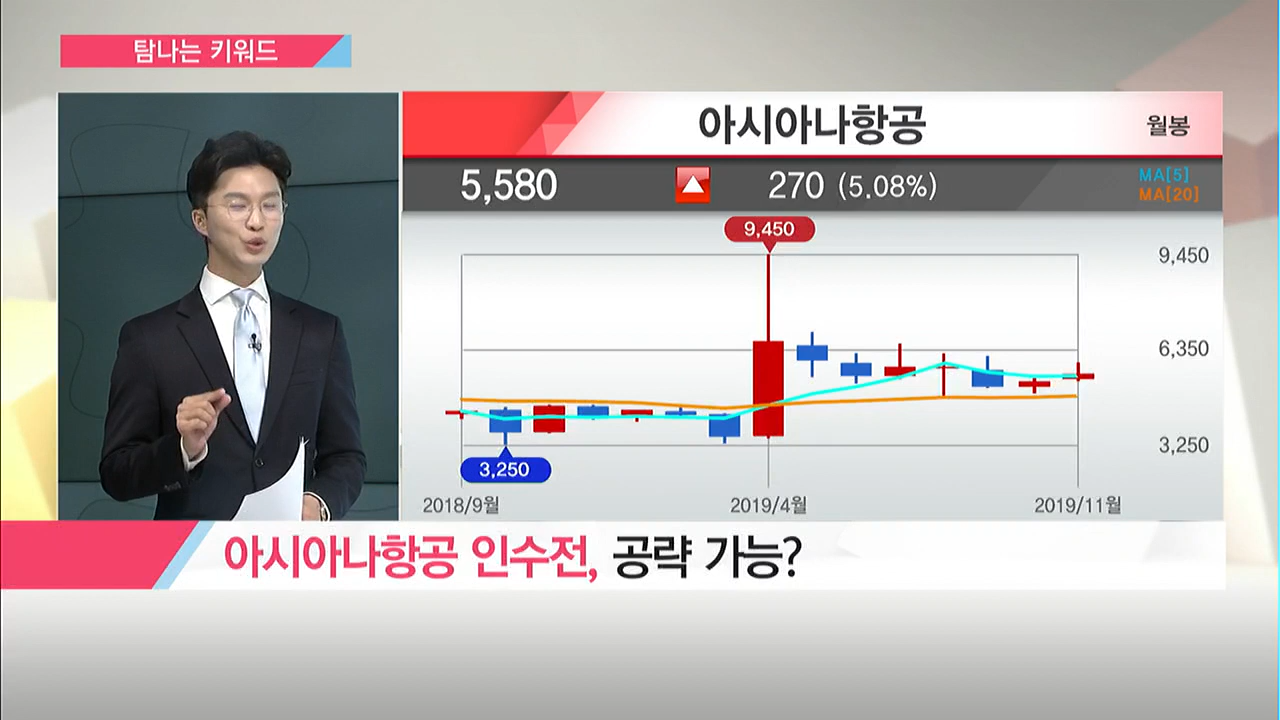 탐나는 키워드
아시아나항공
월봉
5,580 ▲ 270 (5.08%)
MA[5]
MA[20]
9,450
9,450
6,350
3,250
3,250
2018/9월 2019/4월 2019/11월
아시아나항공 인수전, 공략 가능?